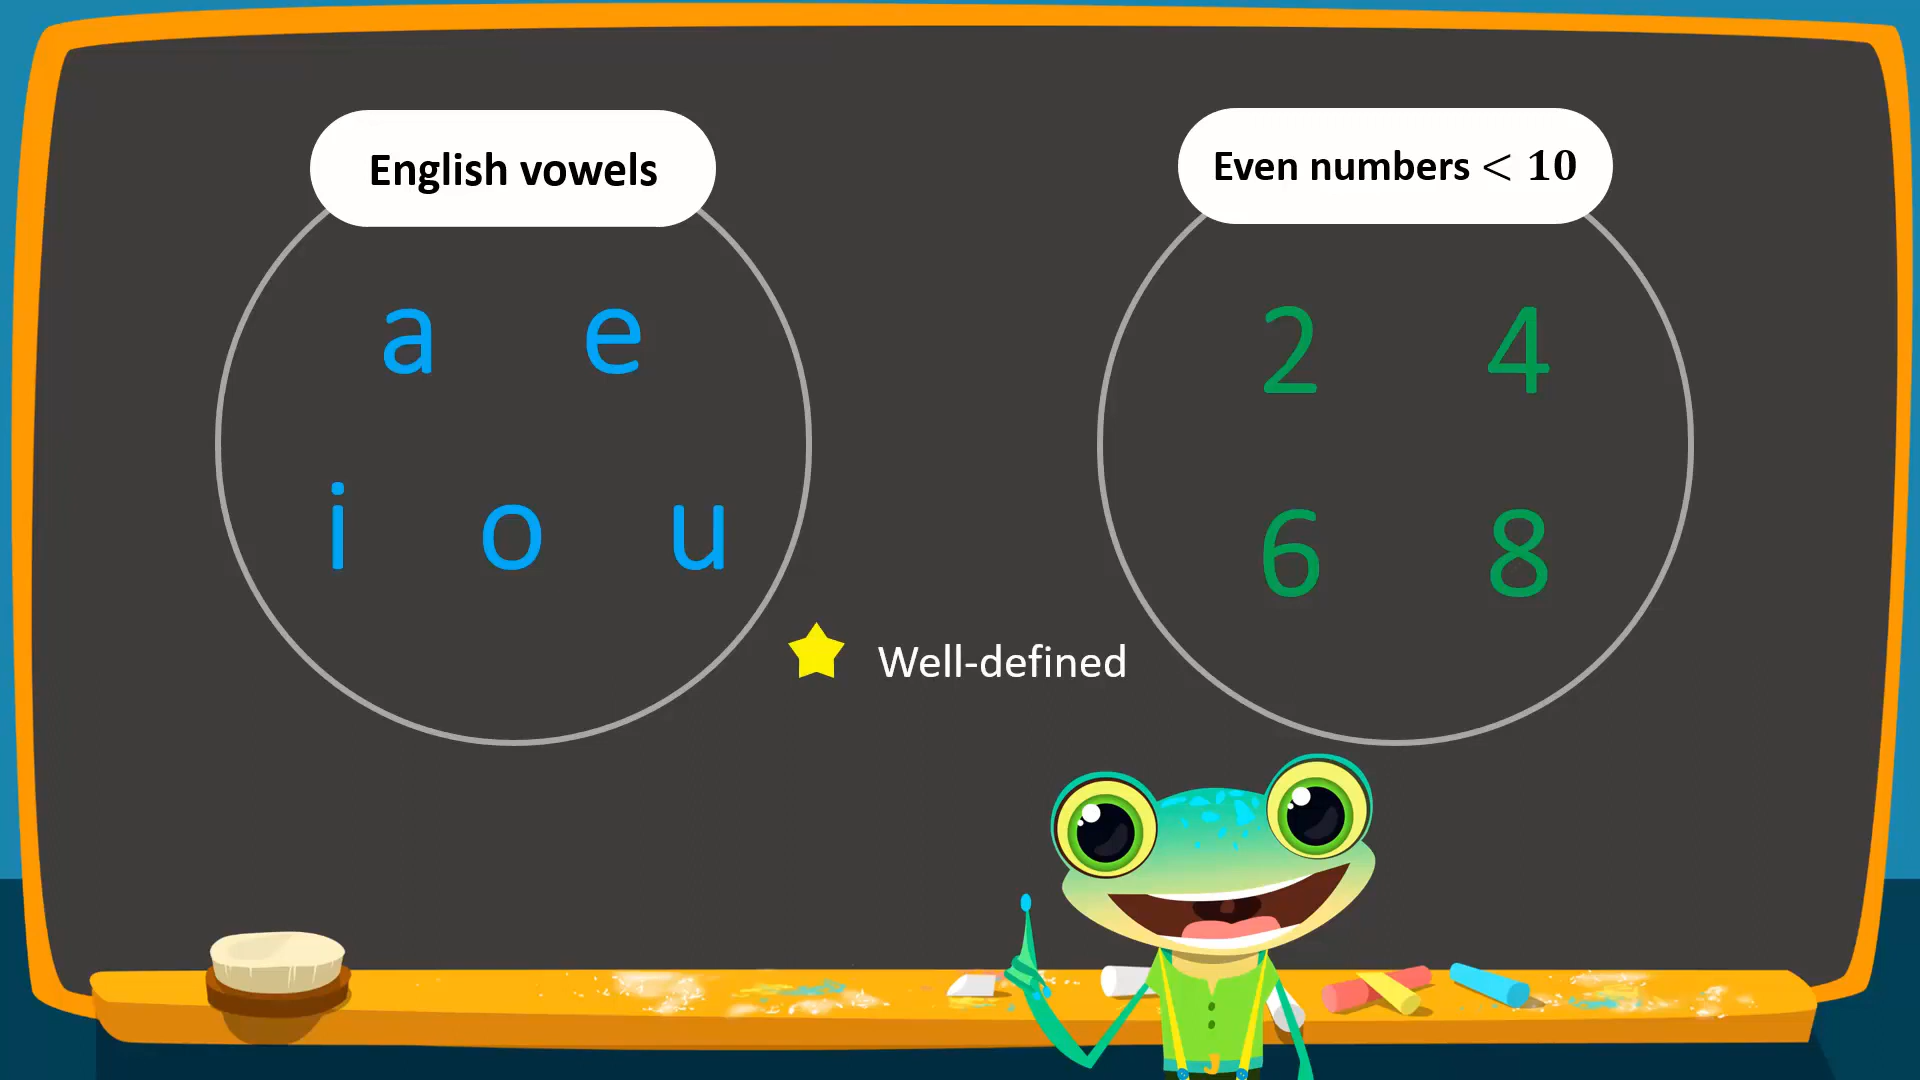 English vowels
Even numbers < 10
a e
2 4
i o u
6 8
Well-defined